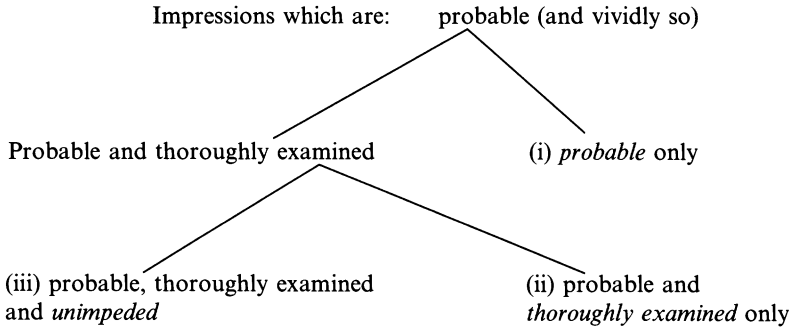 Impressions which are: probable (and vividly so)
Probable and thoroughly examined
(i) probable only
(iii) probable, thoroughly examined
and unimpeded
(ii) probable and
thoroughly examined only